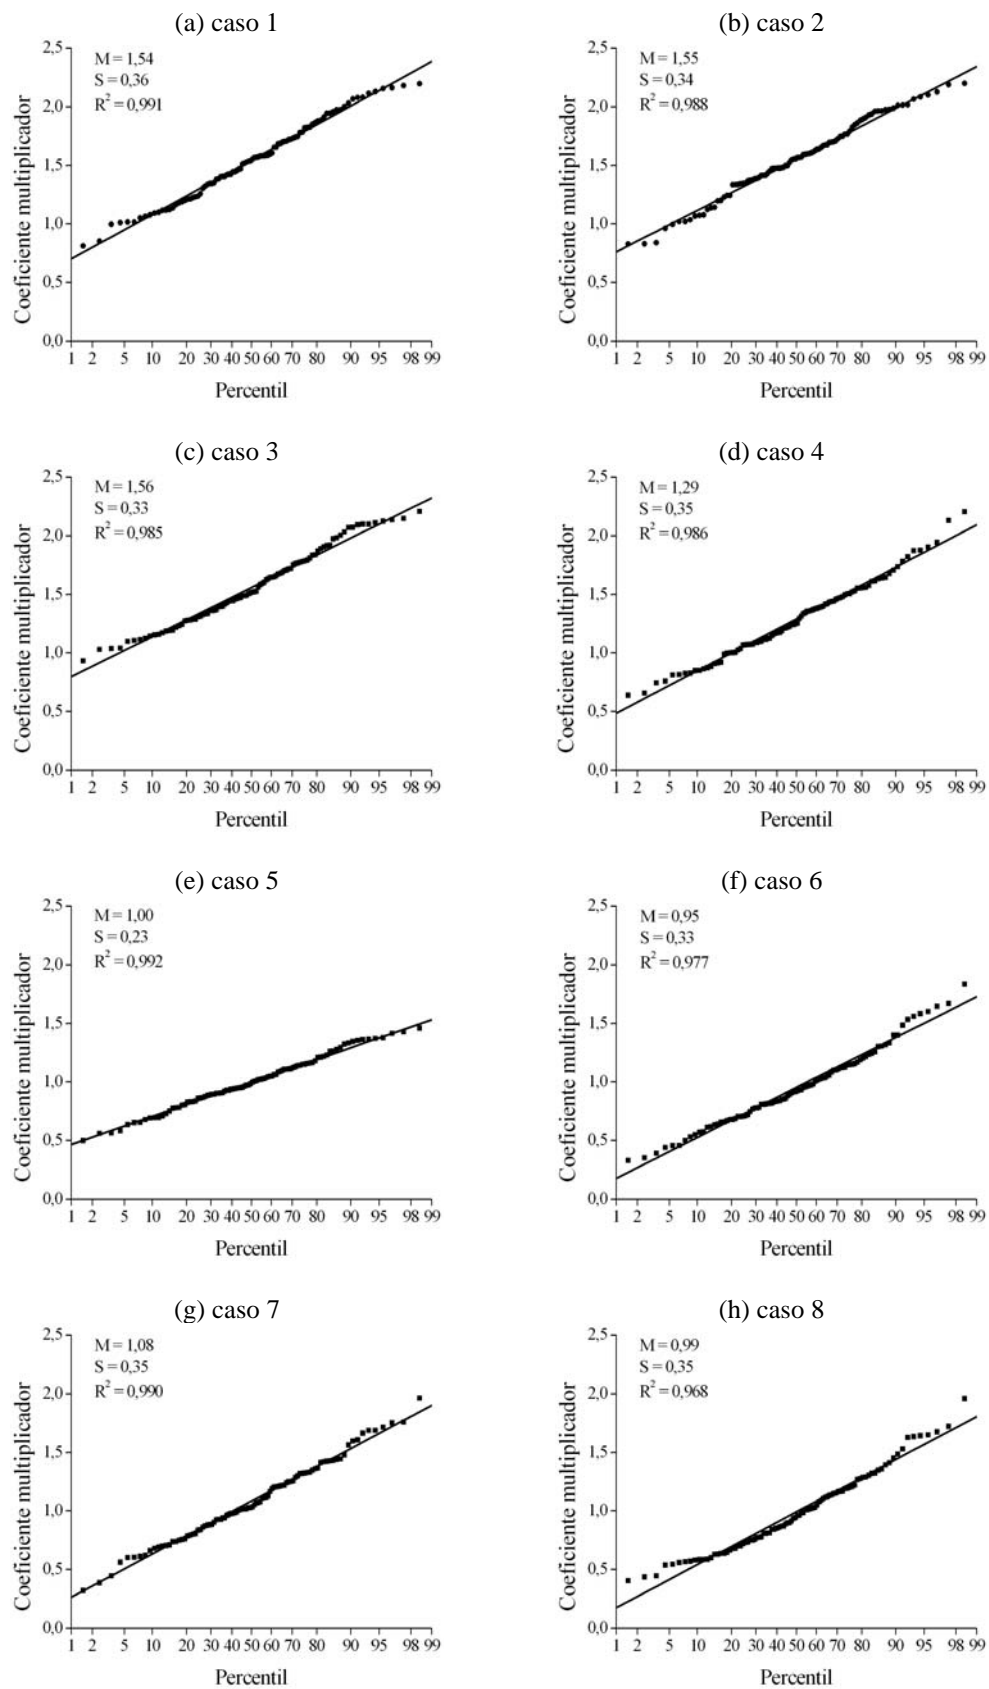 (a) caso 1
2,5
2,0
1,5
1,0
0,5
0,0
Coeficiente multiplicador
M = 1,54
S = 0,36
R² = 0,991
1 2 5 10 20 30 40 50 60 70 80 90 95 98 99
Percentil
(b) caso 2
2,5
2,0
1,5
1,0
0,5
0,0
Coeficiente multiplicador
M = 1,55
S = 0,34
R² = 0,988
1 2 5 10 20 30 40 50 60 70 80 90 95 98 99
Percentil
(c) caso 3
2,5
2,0
1,5
1,0
0,5
0,0
Coeficiente multiplicador
M = 1,56
S = 0,33
R² = 0,985
1 2 5 10 20 30 40 50 60 70 80 90 95 98 99
Percentil
(d) caso 4
2,5
2,0
1,5
1,0
0,5
0,0
Coeficiente multiplicador
M = 1,29
S = 0,35
R² = 0,986
1 2 5 10 20 30 40 50 60 70 80 90 95 98 99
Percentil
(e) caso 5
2,5
2,0
1,5
1,0
0,5
0,0
Coeficiente multiplicador
M = 1,00
S = 0,23
R² = 0,992
1 2 5 10 20 30 40 50 60 70 80 90 95 98 99
Percentil
(f) caso 6
2,5
2,0
1,5
1,0
0,5
0,0
Coeficiente multiplicador
M = 0,95
S = 0,33
R² = 0,977
1 2 5 10 20 30 40 50 60 70 80 90 95 98 99
Percentil
(g) caso 7
2,5
2,0
1,5
1,0
0,5
0,0
Coeficiente multiplicador
M = 1,08
S = 0,35
R² = 0,990
1 2 5 10 20 30 40 50 60 70 80 90 95 98 99
Percentil
(h) caso 8
2,5
2,0
1,5
1,0
0,5
0,0
Coeficiente multiplicador
M = 0,99
S = 0,35
R² = 0,968
1 2 5 10 20 30 40 50 60 70 80 90 95 98 99
Percentil